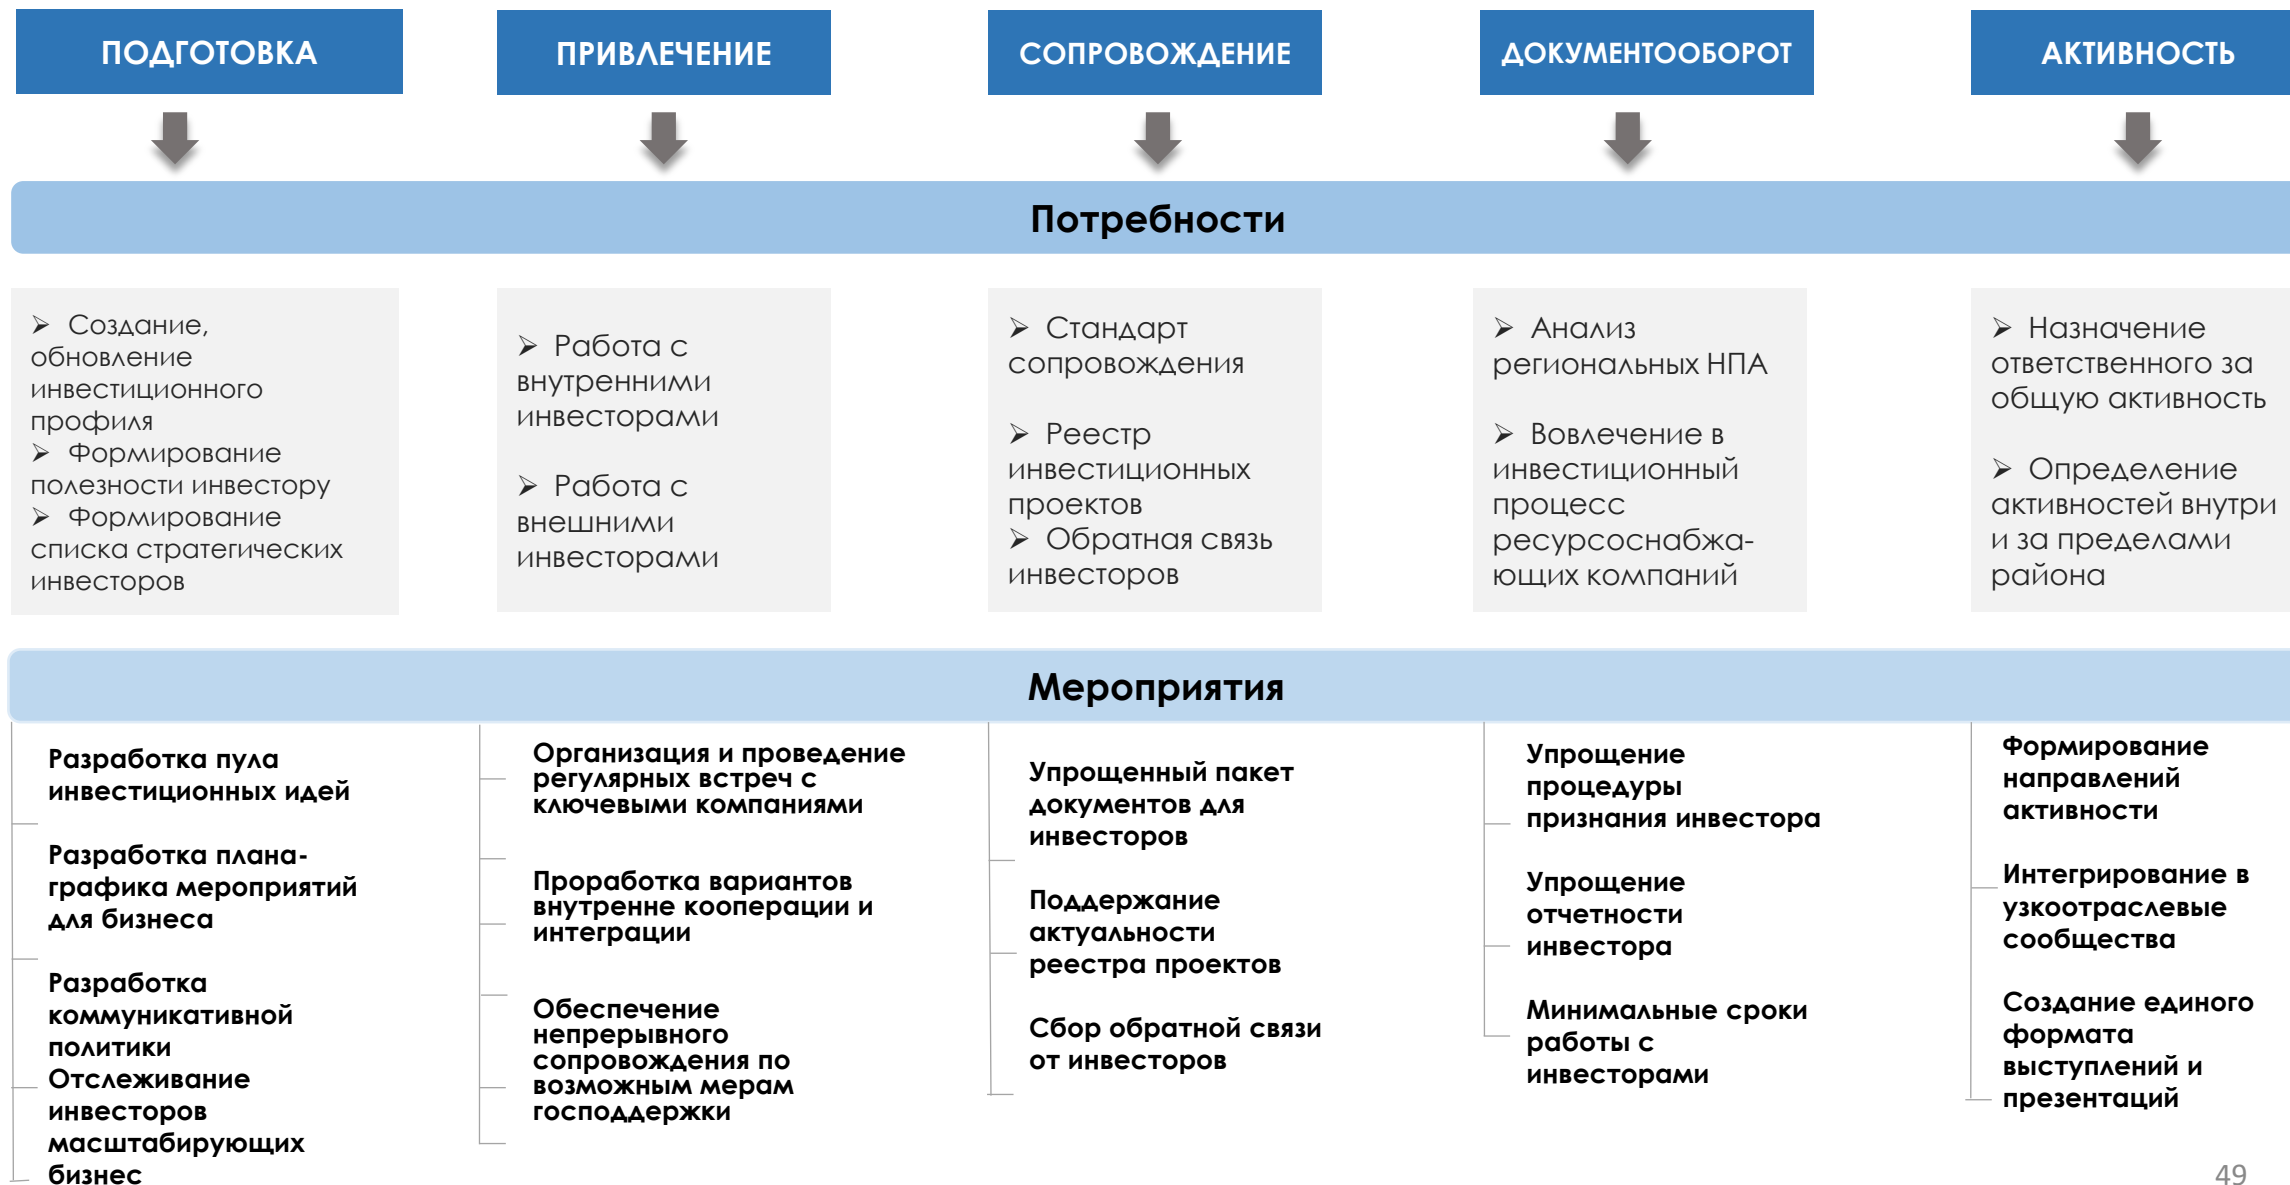 ПОДГОТОВКА
ПРИВЛЕЧЕНИЕ
СОПРОВОЖДЕНИЕ
ДОКУМЕНТООБОРОТ
АКТИВНОСТЬ
Потребности
➢ Создание,
обновление
инвестиционного
профиля
➢ Формирование
полезности инвестору
➢ Формирование
списка стратегических
инвесторов
➢ Работа с
внутренними
инвесторами
➢ Работа с
внешними
инвесторами
➢ Стандарт
сопровождения
➢ Реестр
инвестиционных
проектов
➢ Обратная связь
инвесторов
➢ Анализ
региональных НПА
➢ Вовлечение в
инвестиционный
процесс
ресурсоснабжа-
ющих компаний
➢ Назначение
ответственного за
общую активность
➢ Определение
активностей внутри
и за пределами
района
Мероприятия
Разработка пула
инвестиционных идей
Разработка плана-
графика мероприятий
для бизнеса
Разработка
коммуникативной
политики
Отслеживание
инвесторов
масштабирующих
бизнес
Организация и проведение
регулярных встреч с
ключевыми компаниями
Проработка вариантов
внутренне кооперации и
интеграции
Обеспечение
непрерывного
сопровождения по
возможным мерам
господдержки
Упрощенный пакет
документов для
инвесторов
Поддержание
актуальности
реестра проектов
Сбор обратной связи
от инвесторов
Упрощение
процедуры
признания инвестора
Упрощение
отчетности
инвестора
Минимальные сроки
работы с
инвесторами
Формирование
направлений
активности
Интегрирование в
узкоотраслевые
сообщества
Создание единого
формата
выступлений и
презентаций
49